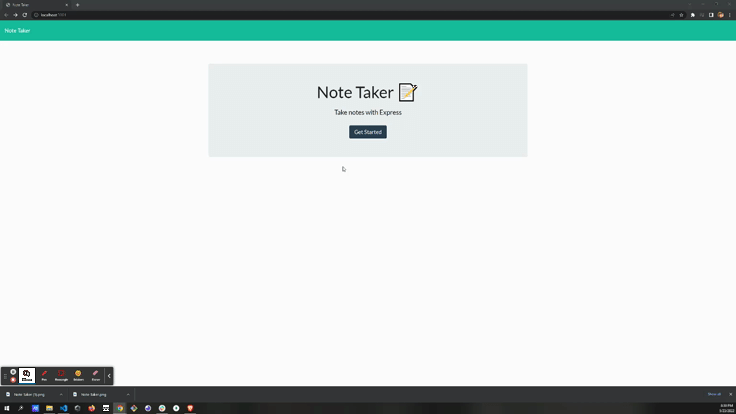 Note Taker
localhost:3001
Note Taker
Note Taker
Take notes with Express
Get Started
Pen
Rectangle
Eraser
Note Taker (1).png
Note Taker.png
Show all